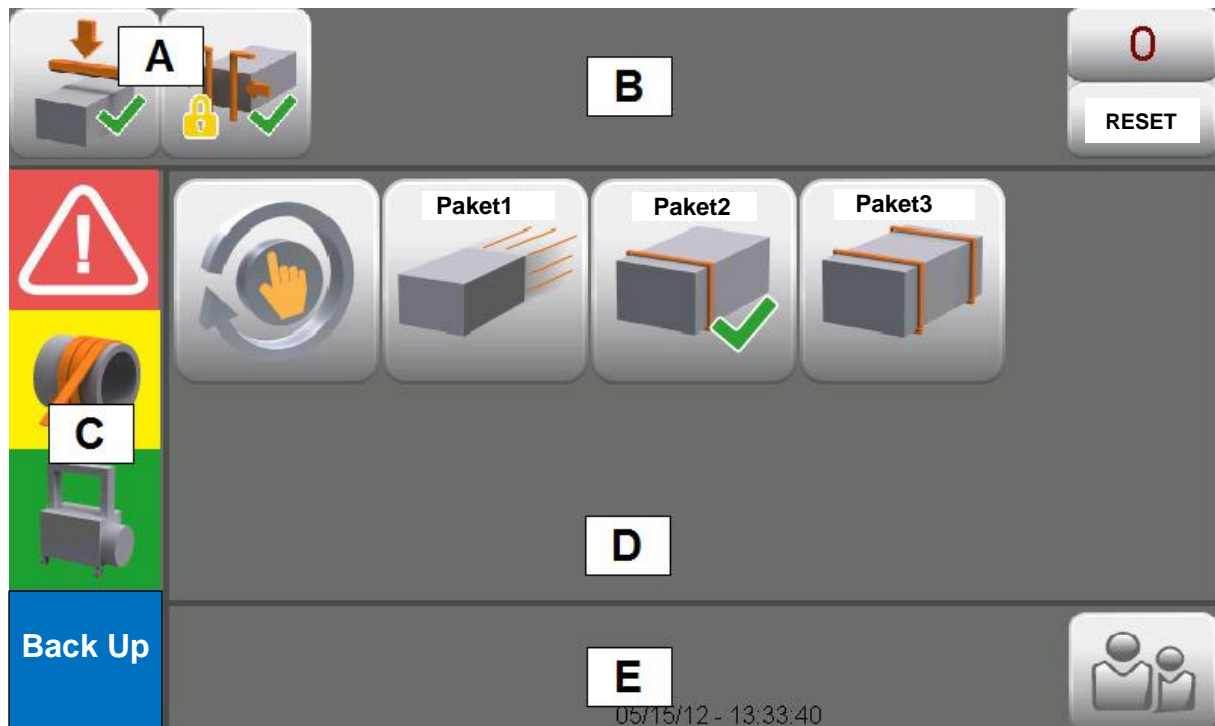 A
B
0
RESET
Paket1
Paket2
Paket3
C
D
Back Up
E
05/15/12 - 13:33:40